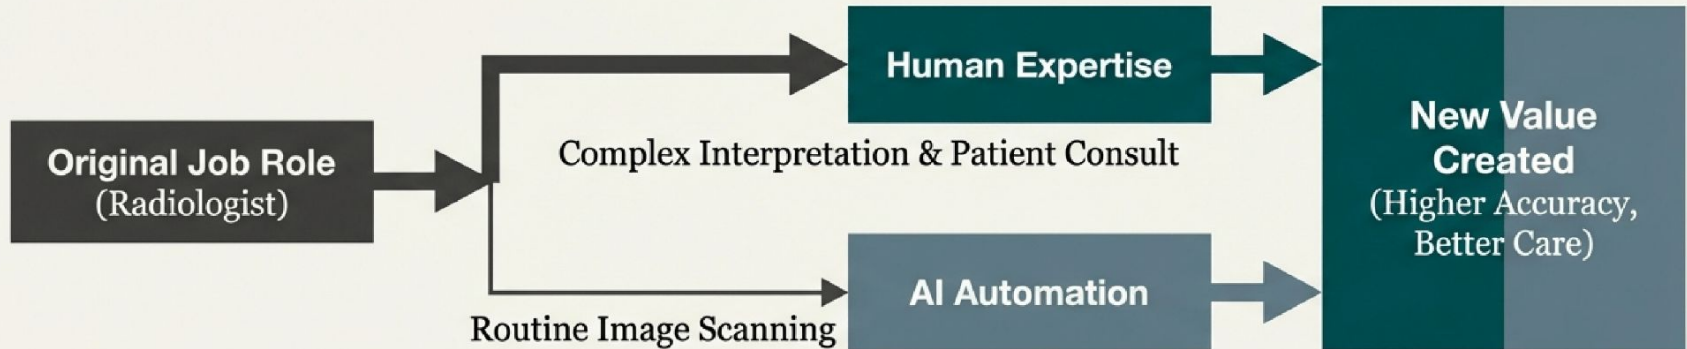 Original Job Role
(Radiologist)
Human Expertise
Complex Interpretation & Patient Consult
AI Automation
Routine Image Scanning
New Value
Created
(Higher Accuracy,
Better Care)